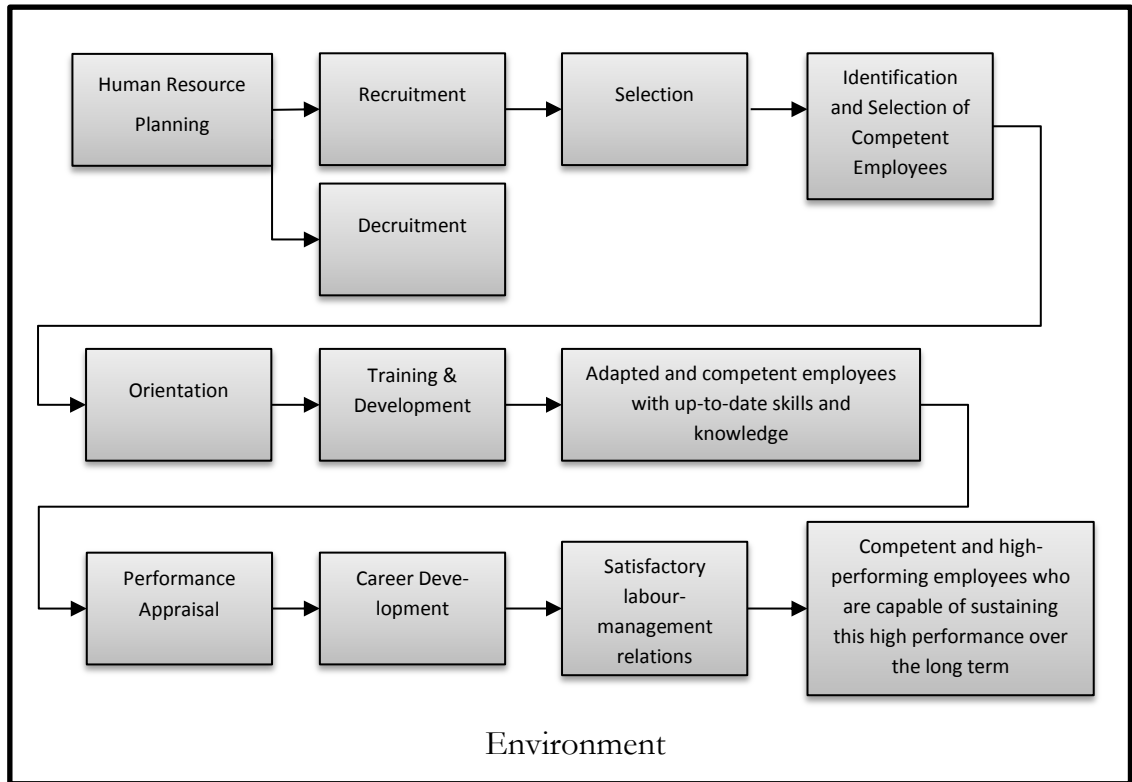 Human Resource
Planning
Recruitment
Selection
Identification
and Selection of
Competent
Employees
Decruitment
Orientation
Training &
Development
Adapted and competent employees
with up-to-date skills and
knowledge
Performance
Appraisal
Career Deve-
lopment
Satisfactory
labour-
management
relations
Competent and high-
performing employees who
are capable of sustaining
this high performance over
the long term
Environment